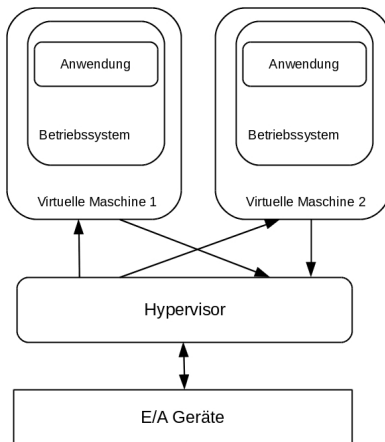 Anwendung
Betriebssystem
Virtuelle Maschine 1
Anwendung
Betriebssystem
Virtuelle Maschine 2
Hypervisor
E/A Geräte